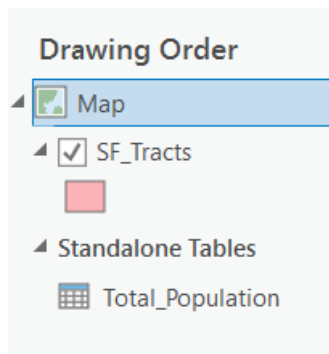 Drawing Order
Map
SF_Tracts
Standalone Tables
Total_Population